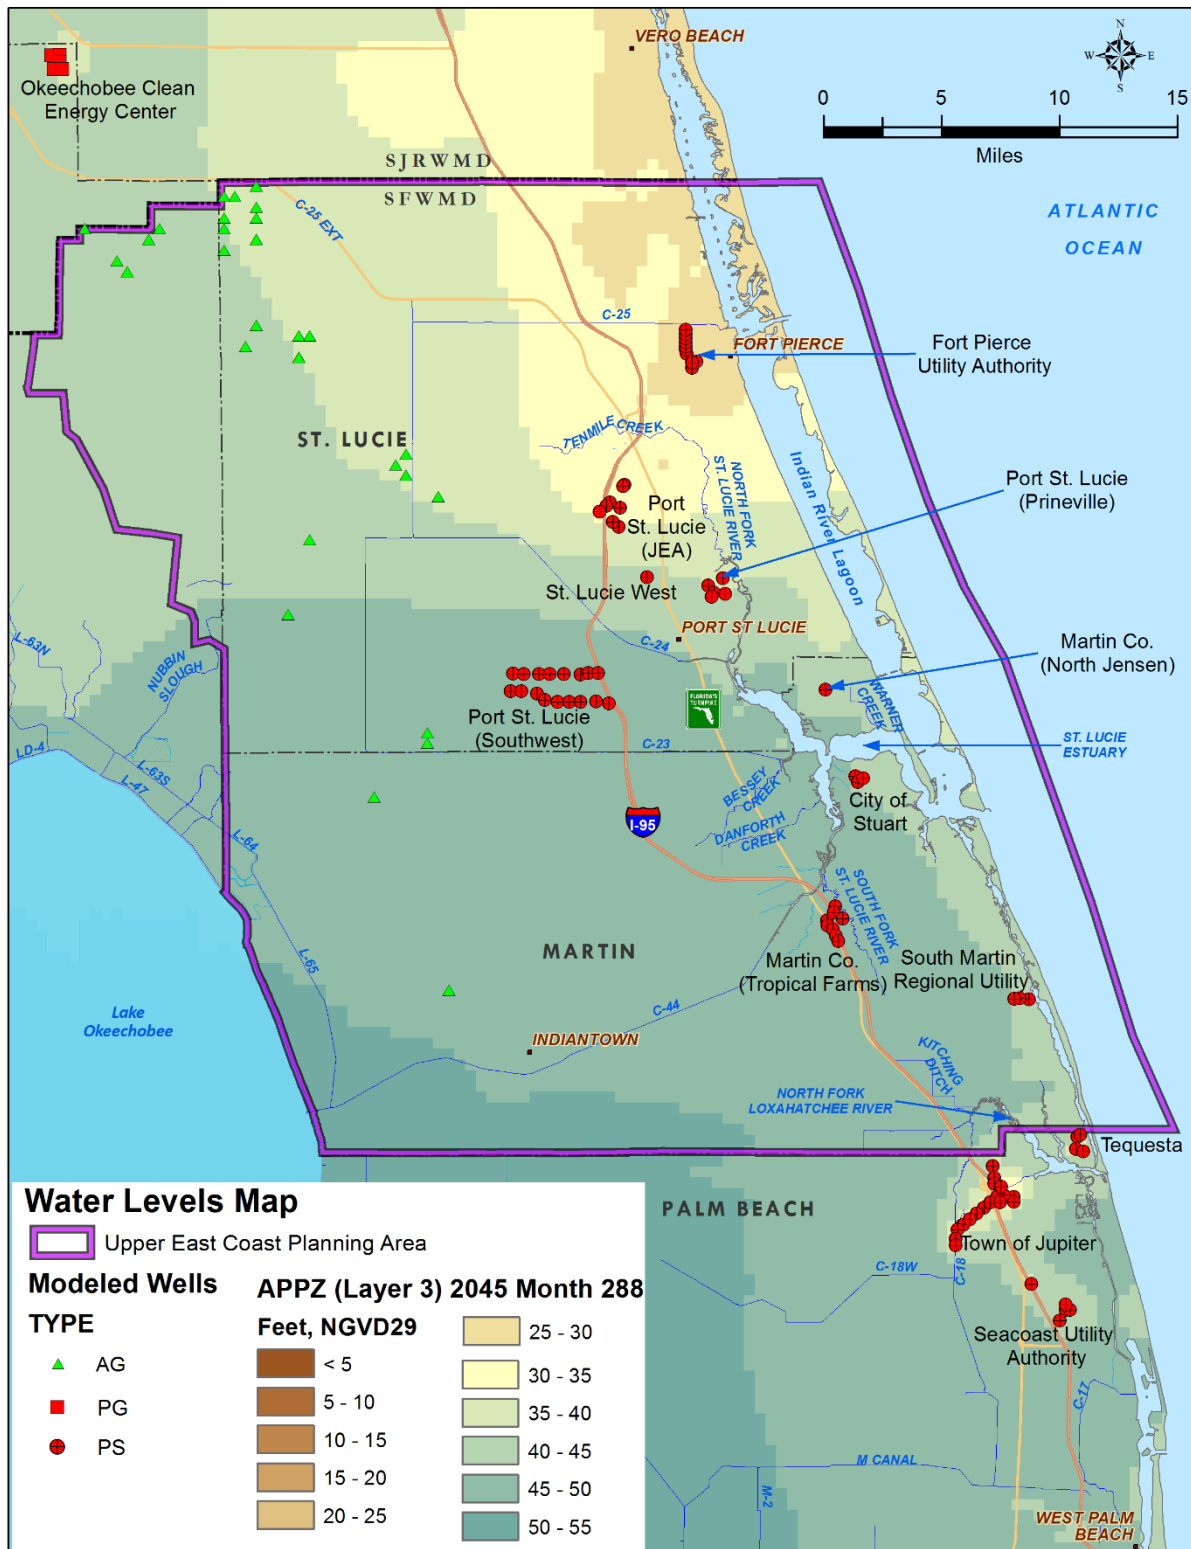 VERO BEACH
N
W E
S
0 5 10 15
Miles
Okeechobee Clean
Energy Center
SJRWMD
SFWMD
C-25 EXT
ATLANTIC
OCEAN
C-25
FORT PIERCE
Fort Pierce
Utility Authority
ST. LUCIE
TENMILE CREEK
NORTH FORK
ST. LUCIE RIVER
Indian River Lagoon
Port St. Lucie
(Prineville)
Port
St. Lucie
(JEA)
St. Lucie West
PORT ST LUCIE
C-24
L-63N
NUBBIN
SLOUGH
Martin Co.
(North Jensen)
WARNER
CREEK
FLORIDA'S
TURNPIKE
Port St. Lucie
(Southwest)
C-23
ST. LUCIE
ESTUARY
LD-4
L-63S
L-47
L-64
BESSEY
CREEK
DANFORTH
CREEK
I-95
City of
Stuart
SOUTH FORK
ST. LUCIE RIVER
L-65
MARTIN
Martin Co.
(Tropical Farms)
South Martin
Regional Utility
C-44
Lake
Okeechobee
INDIANTOWN
KITCHING
DITCH
NORTH FORK
LOXAHATCHEE RIVER
Tequesta
PALM BEACH
Town of Jupiter
C-18
C-18W
Seacoast Utility
Authority
C-17
M CANAL
M-2
WEST PALM
BEACH
Water Levels Map
Upper East Coast Planning Area
Modeled Wells
TYPE
AG
PG
PS
APPZ (Layer 3) 2045 Month 288
Feet, NGVD29
< 5
5 - 10
10 - 15
15 - 20
20 - 25
25 - 30
30 - 35
35 - 40
40 - 45
45 - 50
50 - 55